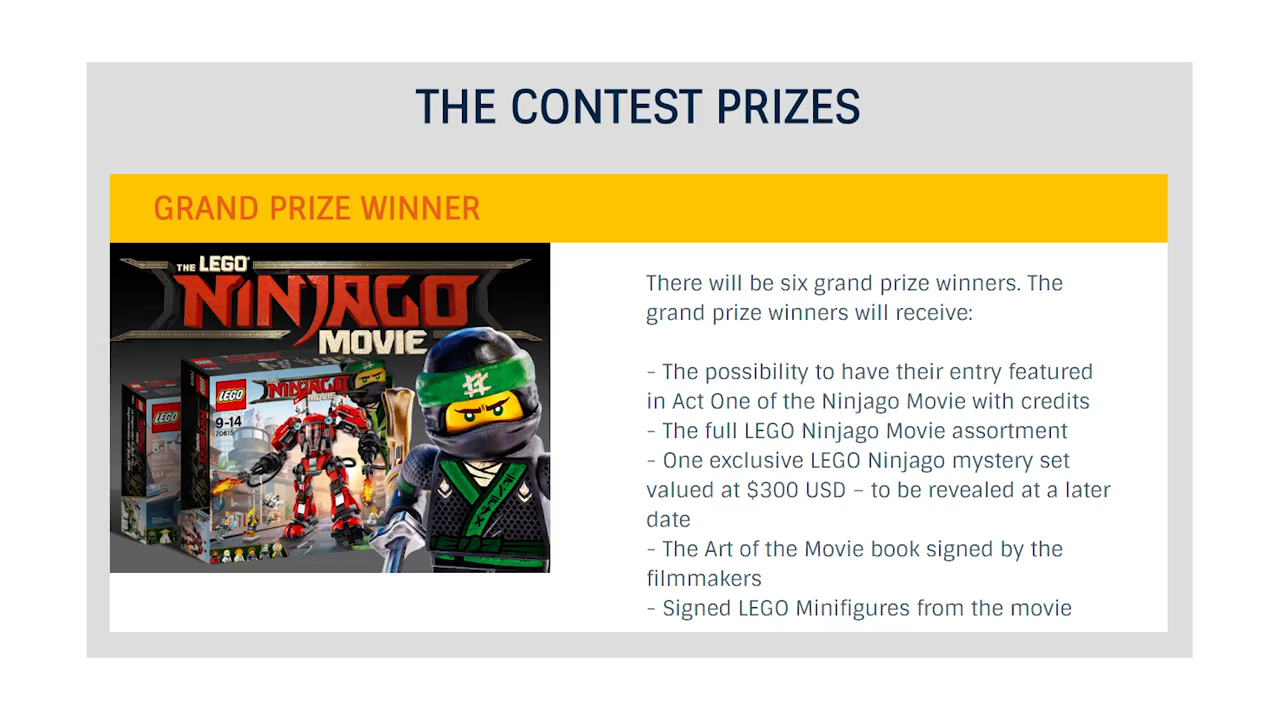 THE CONTEST PRIZES
GRAND PRIZE WINNER
THE LEGO
NINJAGO
MOVIE
LEGO
NINJAGO
MOVIE
9-14
70615
LEGO
8-14
There will be six grand prize winners. The
grand prize winners will receive:
- The possibility to have their entry featured
in Act One of the Ninjago Movie with credits
- The full LEGO Ninjago Movie assortment
- One exclusive LEGO Ninjago mystery set
valued at $300 USD – to be revealed at a later
date
- The Art of the Movie book signed by the
filmmakers
- Signed LEGO Minifigures from the movie